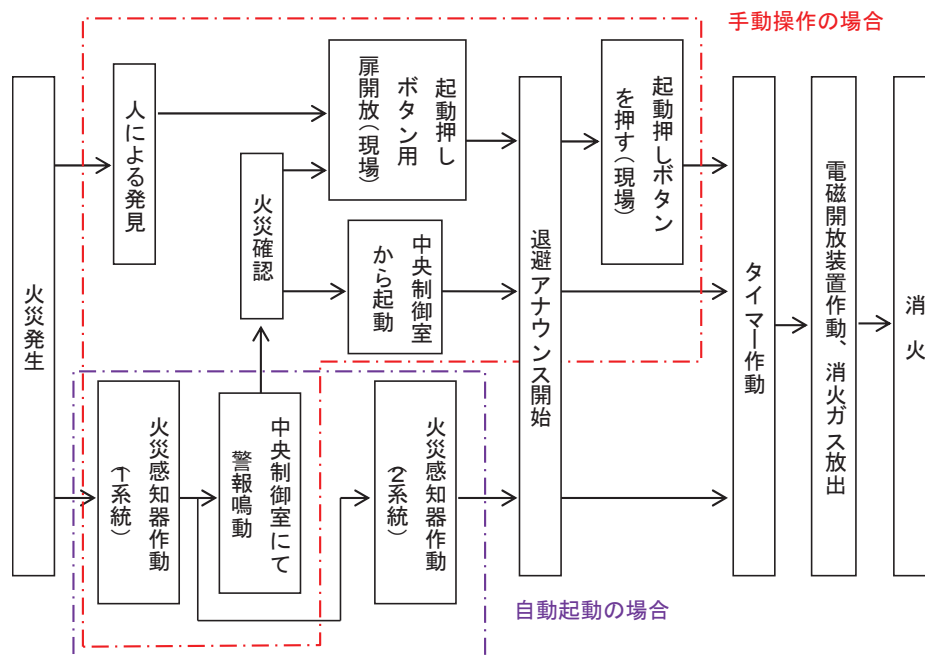 手動操作の場合
火災発生
人による発見
起動押し
ボタン用
扉開放(現場)
火災確認
中央制御室
から起動
火災感知器作動
(1系統)
中央制御室にて
警報鳴動
火災感知器作動
(2系統)
退避アナウンス開始
起動押しボタン
を押す(現場)
タイマー作動
電磁開放装置作動、消火ガス放出
消火
自動起動の場合